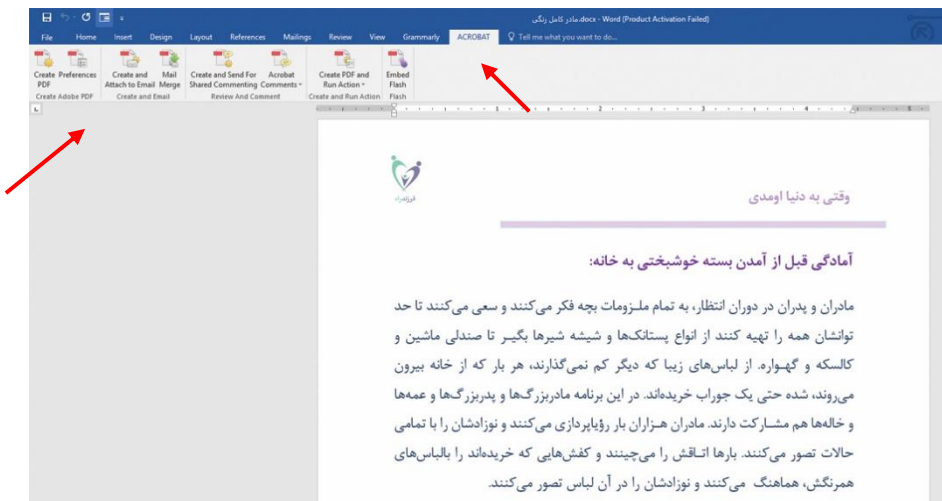 مادر کامل رنگی.docx - Word (Product Activation Failed)
File Home Insert Design Layout References Mailings Review View Grammarly ACROBAT Tell me what you want to do...
Create PDF
Preferences
Create and Attach to Email
Mail Merge
Create and Send For Shared Commenting
Acrobat Comments
Create PDF and Run Action
Embed Flash
Create Adobe PDF
Create and Email
Review And Comment
Create and Run Action
Flash
1 2 3 4 5
وقتی به دنیا اومدی
آمادگی قبل از آمدن بسته خوشبختی به خانه:
مادران و پدران در دوران انتظار، به تمام ملـزومات بچه فکر می‌کنند و سعی می‌کنند تا حد
توانشان همه را تهیه کنند از انواع پستانک‌ها و شیشه شیرها بگیـر تا صندلی ماشین و
کالسکه و گهـواره. از لباس‌های زیبا که دیگر کم نمی‌گذارند، هر بار که از خانه بیرون
می‌روند، شده حتی یک جوراب خریده‌اند. در این برنامه مادربزرگ‌ها و پدربزرگ‌ها و عمه‌ها
و خاله‌ها هم مشـارکت دارند. مادران هـزاران بار رؤیاپردازی می‌کنند و نوزادشان را با تمامی
حالات تصور می‌کنند. بارها اتـاقش را می‌چینند و کفش‌هایی که خریده‌اند را بالباس‌های
همرنگش، هماهنگ می‌کنند و نوزادشان را در آن لباس تصور می‌کنند.